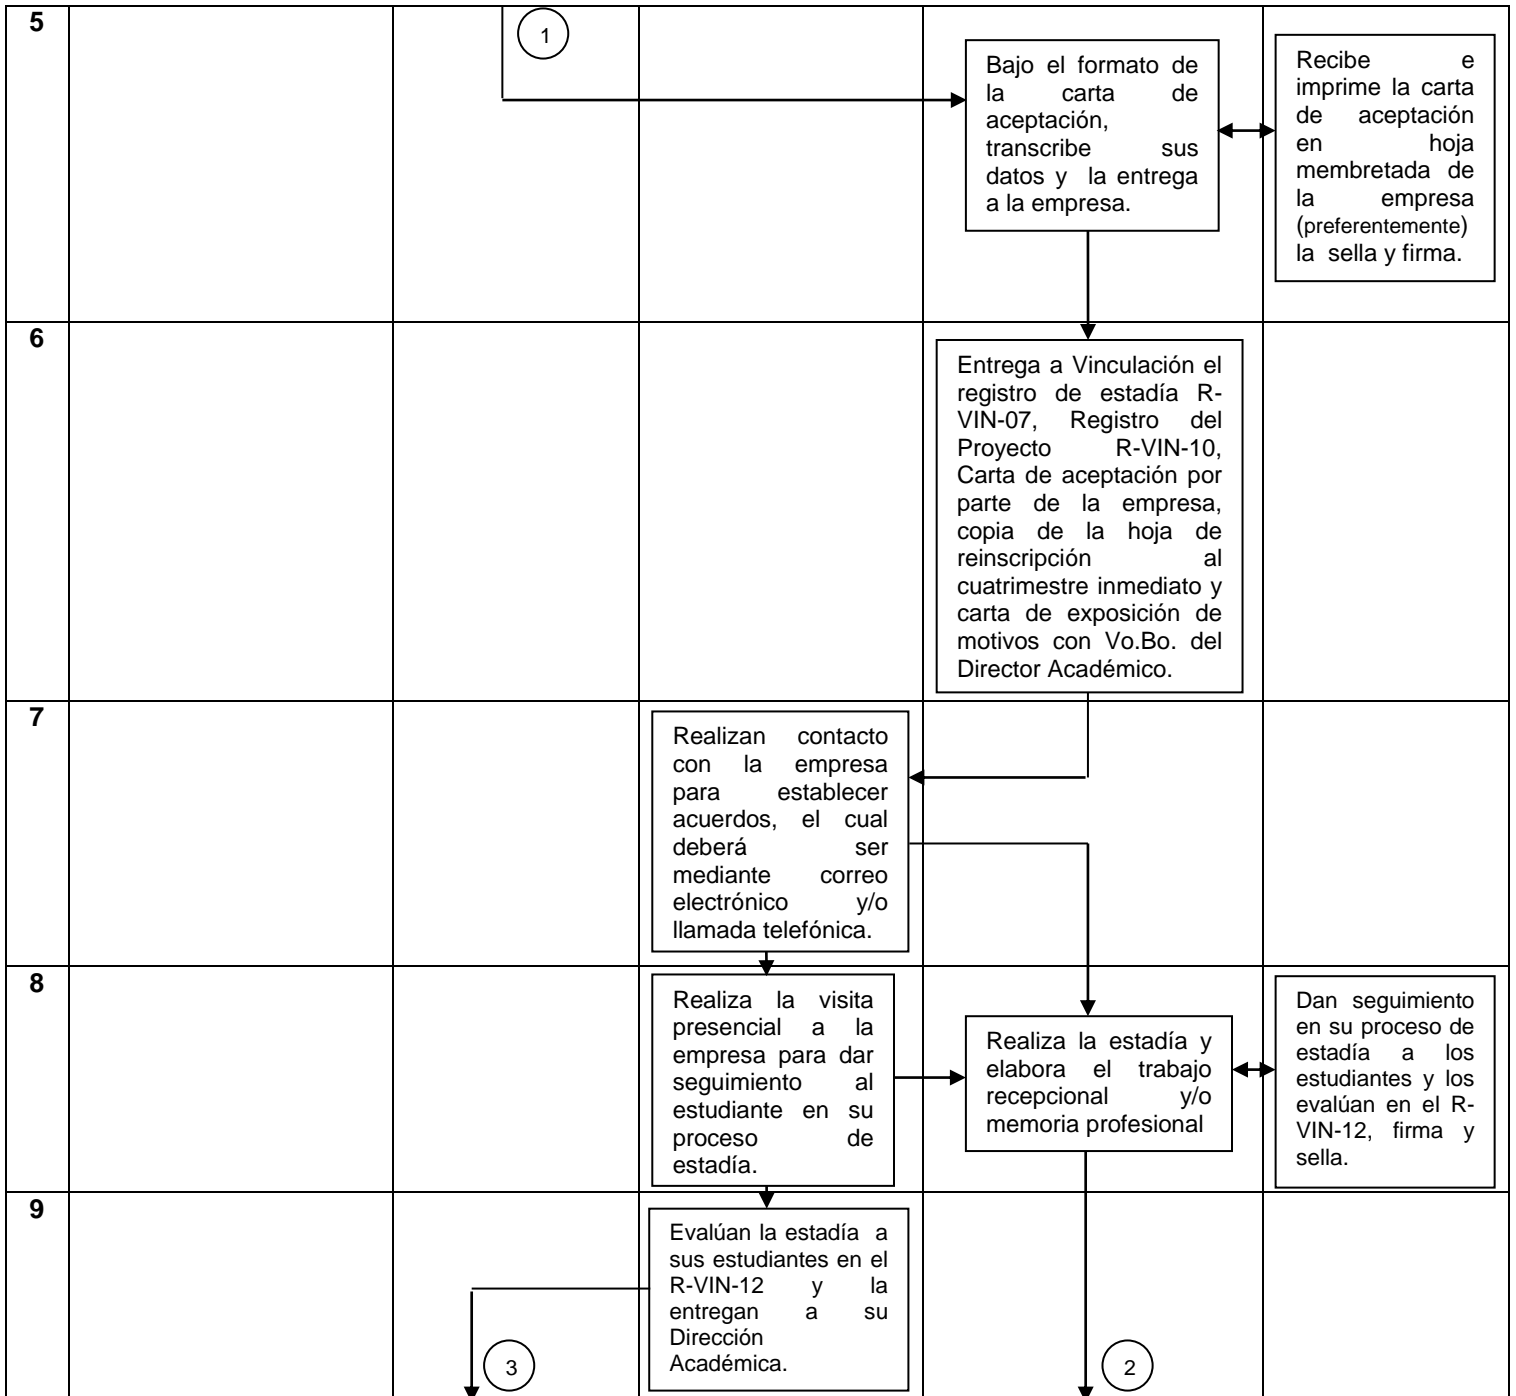 5
1
Bajo el formato de
la carta de
aceptación,
transcribe sus
datos y la entrega
a la empresa.
Recibe e
imprime la carta
de aceptación
en hoja
membretada de
la empresa
(preferentemente)
la sella y firma.
6
Entrega a Vinculación el
registro de estadía R-
VIN-07, Registro del
Proyecto R-VIN-10,
Carta de aceptación por
parte de la empresa,
copia de la hoja de
reinscripción al
cuatrimestre inmediato y
carta de exposición de
motivos con Vo.Bo. del
Director Académico.
7
Realizan contacto
con la empresa
para establecer
acuerdos, el cual
deberá ser
mediante correo
electrónico y/o
llamada telefónica.
8
Realiza la visita
presencial a la
empresa para dar
seguimiento al
estudiante en su
proceso de
estadía.
Realiza la estadía y
elabora el trabajo
recepcional y/o
memoria profesional
Dan seguimiento
en su proceso de
estadía a los
estudiantes y los
evalúan en el R-
VIN-12, firma y
sella.
9
Evalúan la estadía a
sus estudiantes en el
R-VIN-12 y la
entregan a su
Dirección
Académica.
3
2